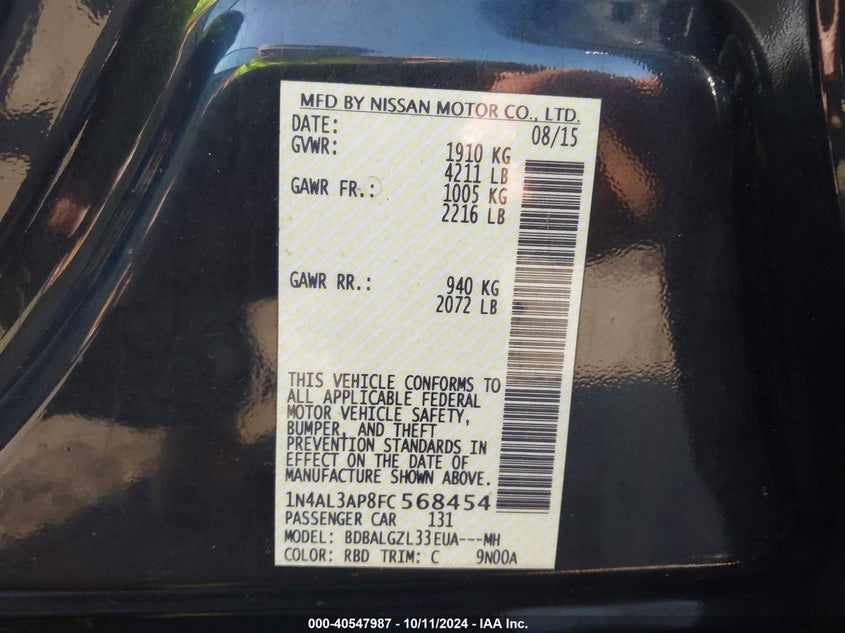 MFD BY NISSAN MOTOR CO., LTD.
DATE: 08/15
GVWR: 1910 KG
4211 LB
GAWR FR.: 1005 KG
2216 LB
GAWR RR.: 940 KG
2072 LB
THIS VEHICLE CONFORMS TO
ALL APPLICABLE FEDERAL
MOTOR VEHICLE SAFETY,
BUMPER, AND THEFT
PREVENTION STANDARDS IN
EFFECT ON THE DATE OF
MANUFACTURE SHOWN ABOVE.
1N4AL3AP8FC568454
PASSENGER CAR 131
MODEL: BDBALGZL33EUA---MH
COLOR: RBD TRIM: C 9N00A
000-40547987 - 10/11/2024 - IAA Inc.